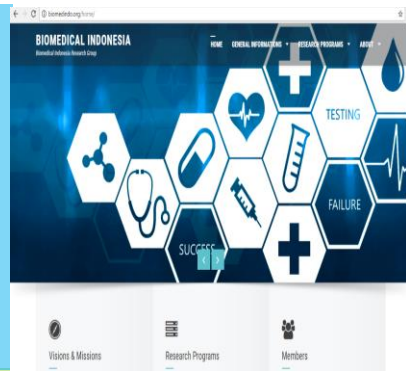 biomedindo.org/home/
BIOMEDICAL INDONESIA
Biomedical Indonesia Research Group
HOME GENERAL INFORMATIONS RESEARCH PROGRAMS ABOUT
TESTING
FAILURE
SUCCESS
Visions & Missions
Research Programs
Members